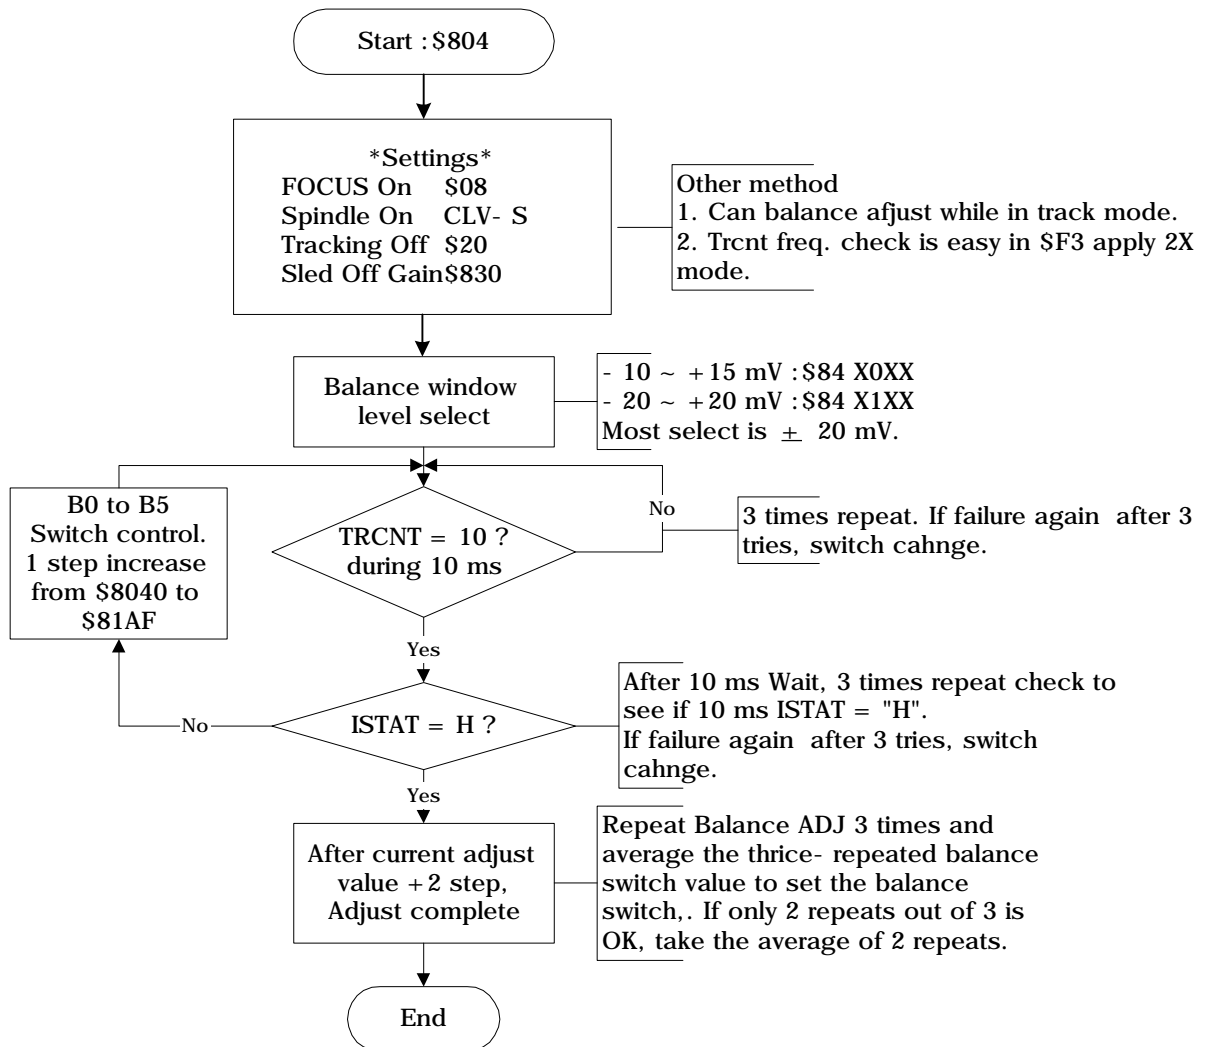 Start : $804
*Settings*
FOCUS On $08
Spindle On CLV- S
Tracking Off $20
Sled Off Gain$830
Other method
1. Can balance afjust while in track mode.
2. Trcnt freq. check is easy in $F3 apply 2X
mode.
Balance window
level select
- 10 ~ +15 mV : $84 X0XX
- 20 ~ +20 mV : $84 X1XX
Most select is ± 20 mV.
B0 to B5
Switch control.
1 step increase
from $8040 to
$81AF
TRCNT = 10 ?
during 10 ms
No
3 times repeat. If failure again after 3
tries, switch cahnge.
Yes
ISTAT = H ?
No
After 10 ms Wait, 3 times repeat check to
see if 10 ms ISTAT = "H".
If failure again after 3 tries, switch
cahnge.
Yes
After current adjust
value +2 step,
Adjust complete
Repeat Balance ADJ 3 times and
average the thrice- repeated balance
switch value to set the balance
switch,. If only 2 repeats out of 3 is
OK, take the average of 2 repeats.
End